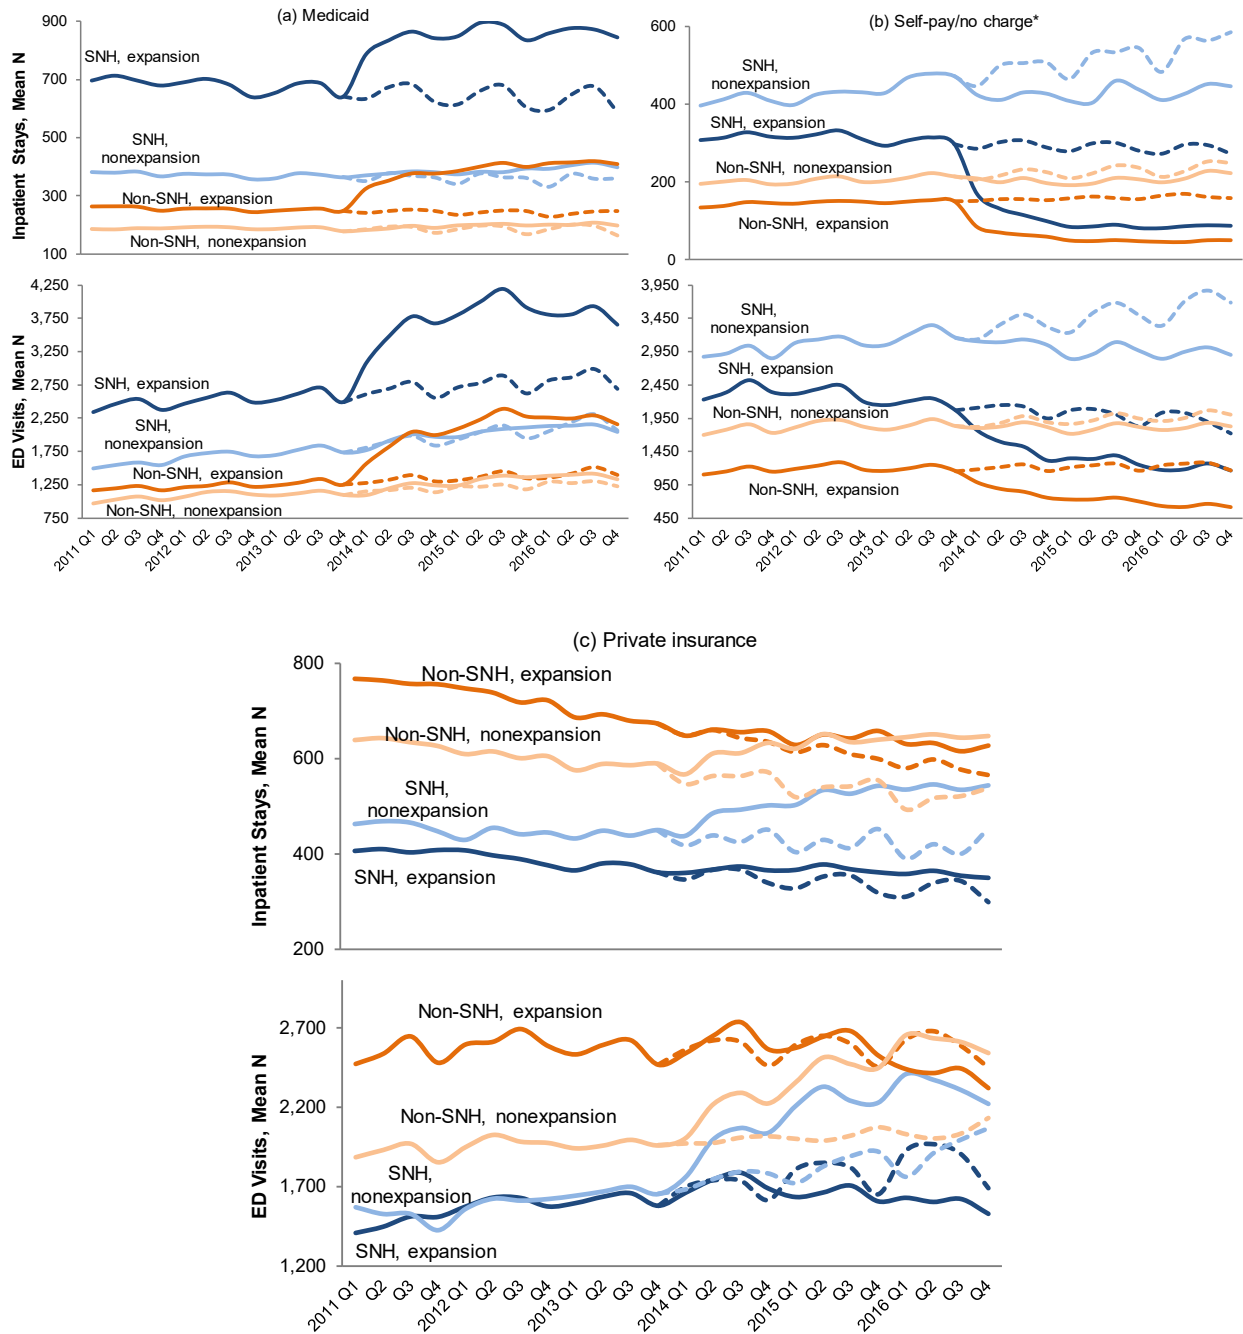 (a) Medicaid
Inpatient Stays, Mean N
900
700
500
300
100
SNH, expansion
SNH,
nonexpansion
Non-SNH, expansion
Non-SNH, nonexpansion
(b) Self-pay/no charge*
600
400
200
0
SNH,
nonexpansion
SNH, expansion
Non-SNH, nonexpansion
Non-SNH, expansion
ED Visits, Mean N
4,250
3,750
3,250
2,750
2,250
1,750
1,250
750
SNH, expansion
SNH,
nonexpansion
Non-SNH, expansion
Non-SNH, nonexpansion
2011 Q1
Q2
Q3
Q4
2012 Q1
Q2
Q3
Q4
2013 Q1
Q2
Q3
Q4
2014 Q1
Q2
Q3
Q4
2015 Q1
Q2
Q3
Q4
2016 Q1
Q2
Q3
Q4
3,950
3,450
2,950
2,450
1,950
1,450
950
450
SNH,
nonexpansion
SNH, expansion
Non-SNH, nonexpansion
Non-SNH, expansion
2011 Q1
Q2
Q3
Q4
2012 Q1
Q2
Q3
Q4
2013 Q1
Q2
Q3
Q4
2014 Q1
Q2
Q3
Q4
2015 Q1
Q2
Q3
Q4
2016 Q1
Q2
Q3
Q4
(c) Private insurance
Inpatient Stays, Mean N
800
600
400
200
Non-SNH, expansion
Non-SNH, nonexpansion
SNH,
nonexpansion
SNH, expansion
ED Visits, Mean N
2,700
2,200
1,700
1,200
Non-SNH, expansion
Non-SNH, nonexpansion
SNH,
nonexpansion
SNH, expansion
2011 Q1
Q2
Q3
Q4
2012 Q1
Q2
Q3
Q4
2013 Q1
Q2
Q3
Q4
2014 Q1
Q2
Q3
Q4
2015 Q1
Q2
Q3
Q4
2016 Q1
Q2
Q3
Q4